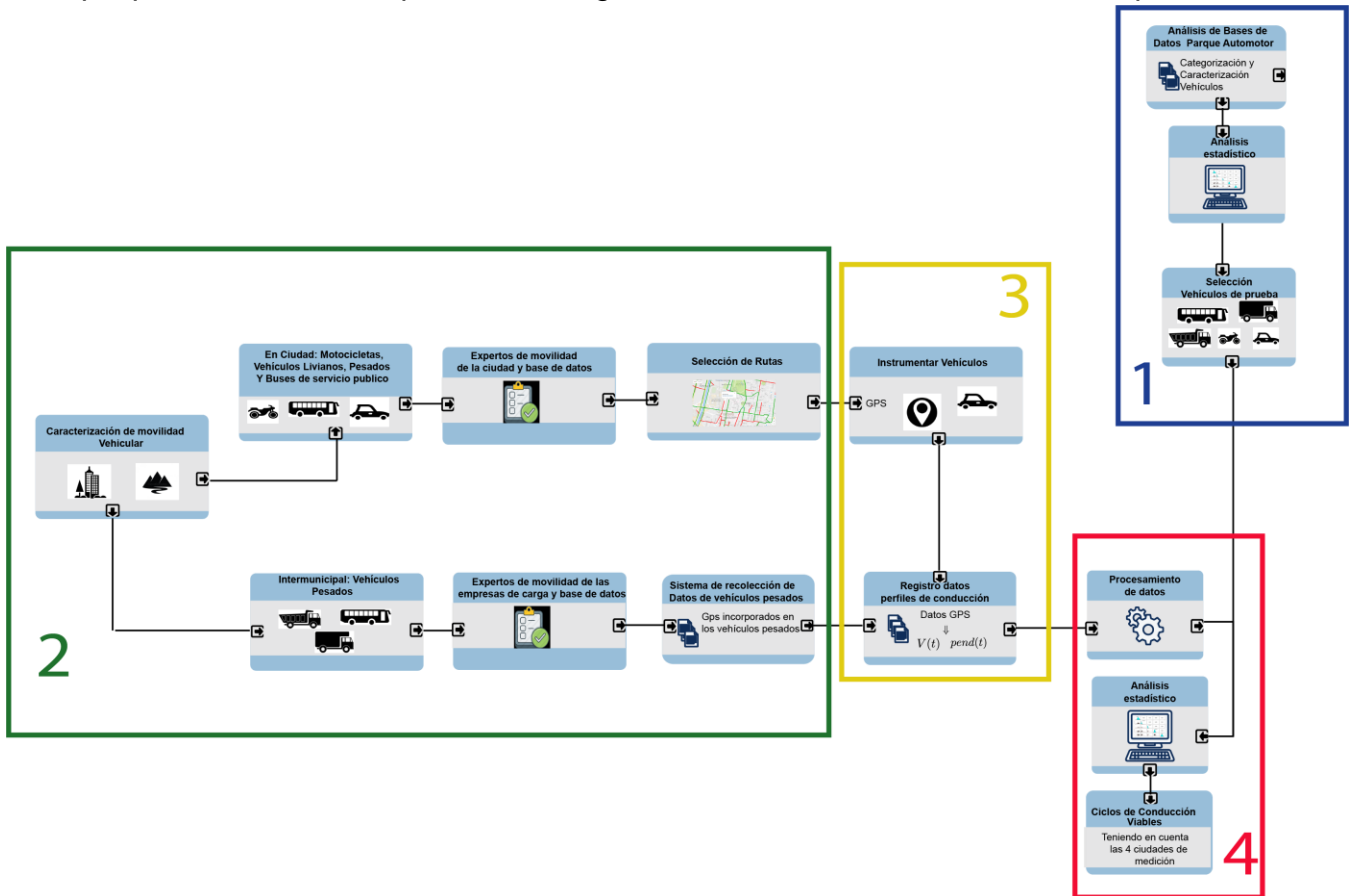 Análisis de Bases de
Datos Parque Automotor
Categorización y
Caracterización
Vehículos
Análisis
estadístico
Selección
Vehículos de prueba
1
2
Caracterización de movilidad
Vehicular
En Ciudad: Motocicletas,
Vehículos Livianos, Pesados
Y Buses de servicio publico
Expertos de movilidad
de la ciudad y base de datos
Selección de Rutas
Intermunicipal: Vehículos
Pesados
Expertos de movilidad de las
empresas de carga y base de datos
Sistema de recolección de
Datos de vehículos pesados
Gps incorporados en
los vehículos pesados
3
Instrumentar Vehículos
GPS
Registro datos
perfiles de conducción
Datos GPS
⇓
V(t) pend(t)
Procesamiento
de datos
Análisis
estadístico
Ciclos de Conducción
Viables
Teniendo en cuenta
las 4 ciudades de
medición
4